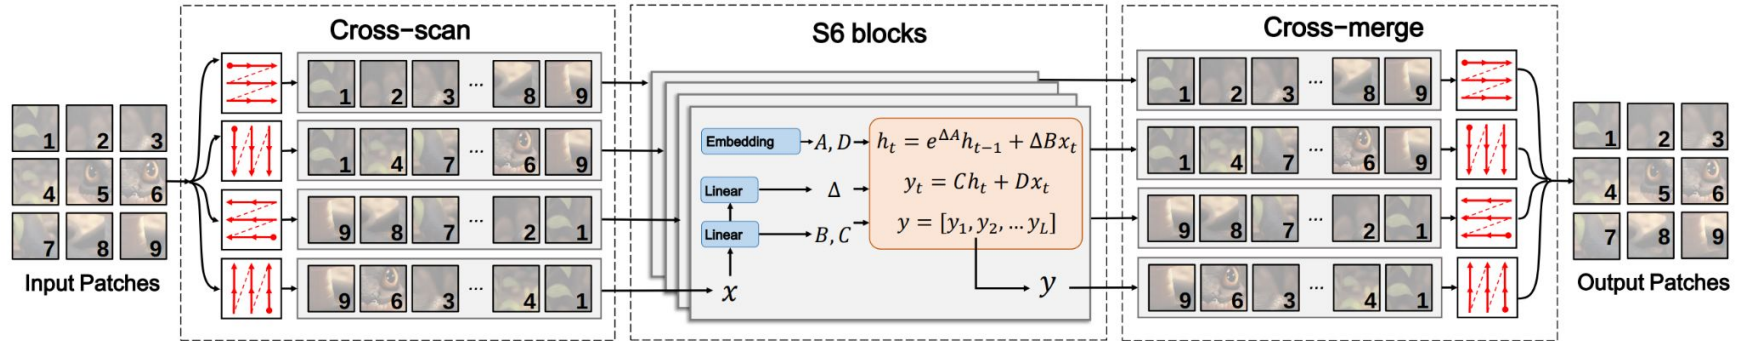 Cross-scan
S6 blocks
Cross-merge
1 2 3 ... 8 9
1 2 3 ... 8 9
1 2 3
4 5 6
7 8 9
Input Patches
1 4 7 ... 6 9
9 8 7 ... 2 1
9 6 3 ... 4 1
Embedding
A, D
h_t = e^{ΔA}h_{t−1} + ΔBx_t
Linear
Δ
y_t = Ch_t + Dx_t
Linear
B, C
y = [y_1, y_2, ... y_L]
x
y
1 4 7 ... 6 9
9 8 7 ... 2 1
9 6 3 ... 4 1
1 2 3
4 5 6
7 8 9
Output Patches